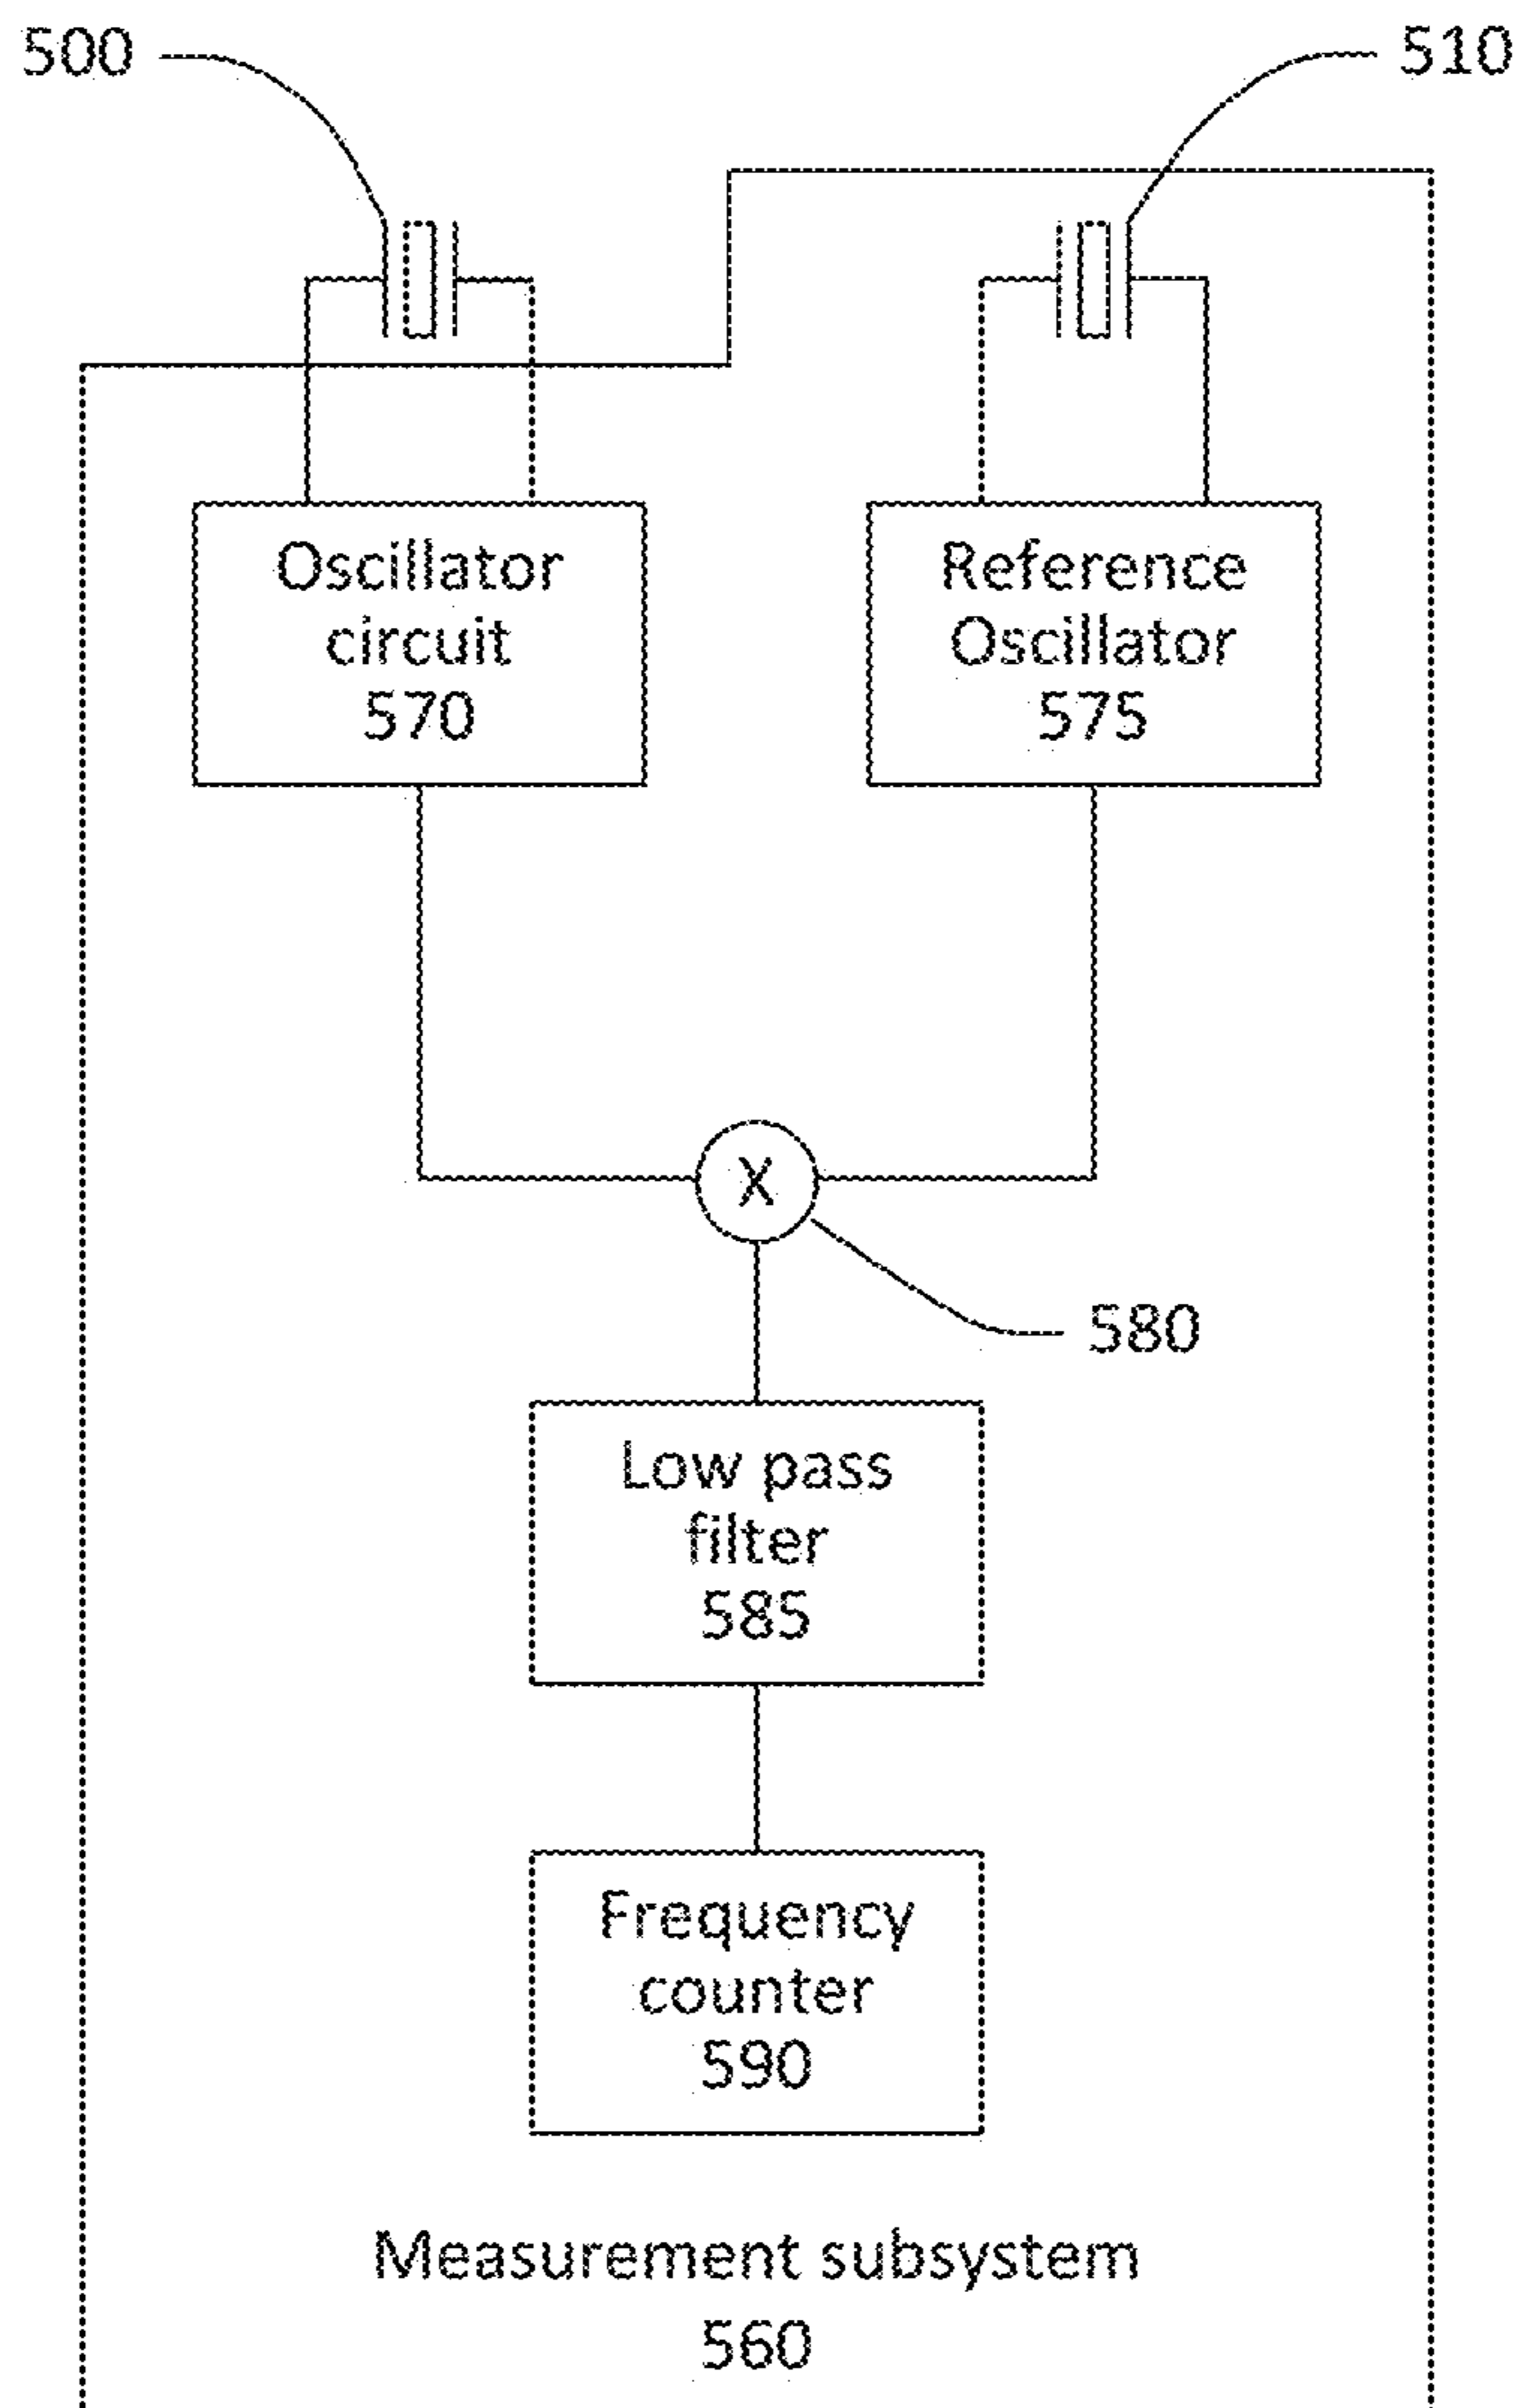 500
510
Oscillator
circuit
570
Reference
Oscillator
575
X
580
Low pass
filter
585
Frequency
counter
590
Measurement subsystem
560